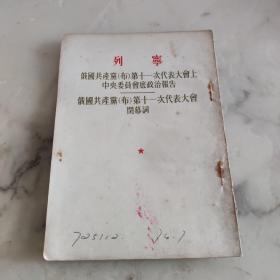 列寧
俄國共產黨(布)第十一次代表大會上
中央委員會底政治報告
俄國共產黨(布)第十一次代表大會
閉幕詞
725112